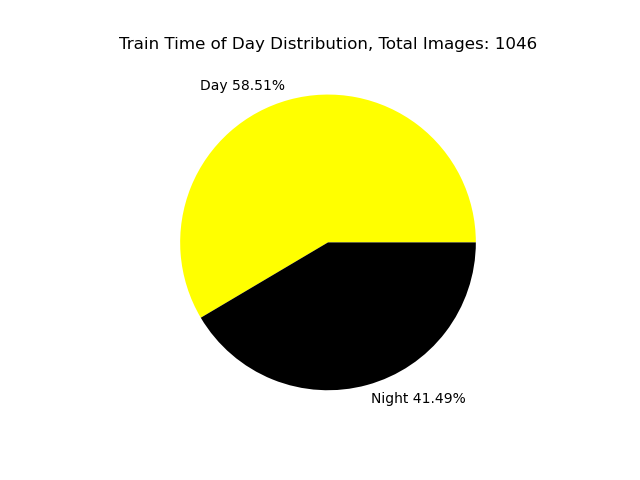 Train Time of Day Distribution, Total Images: 1046
Day 58.51%
Night 41.49%